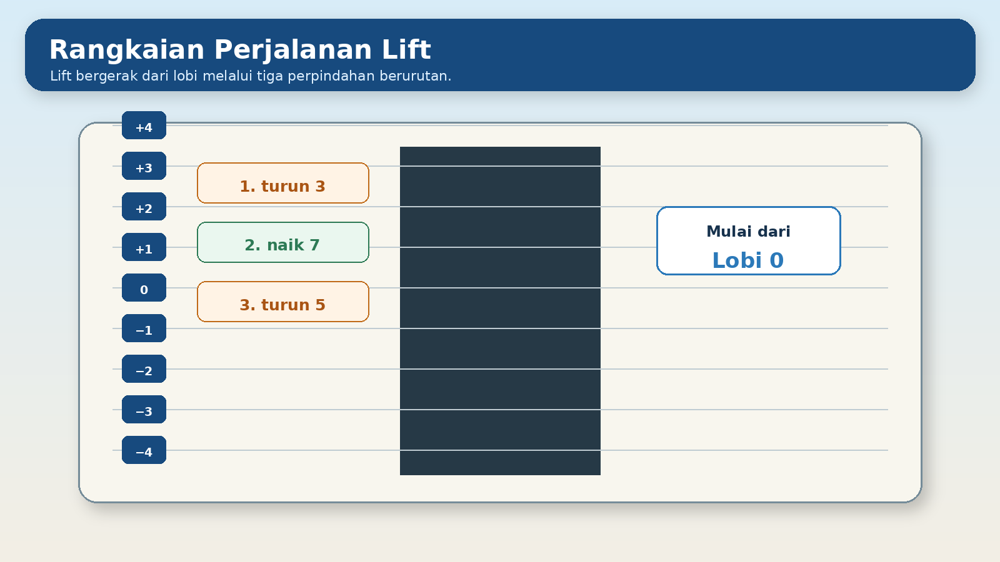 Rangkaian Perjalanan Lift
Lift bergerak dari lobi melalui tiga perpindahan berurutan.
+4
+3
+2
+1
0
−1
−2
−3
−4
1. turun 3
2. naik 7
3. turun 5
Mulai dari
Lobi 0